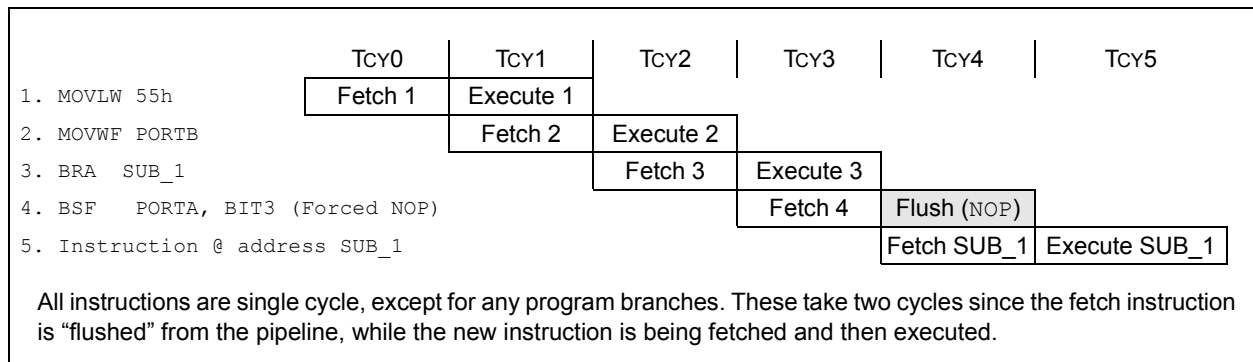 TCY0 TCY1 TCY2 TCY3 TCY4 TCY5
1. MOVLW 55h Fetch 1 Execute 1
2. MOVWF PORTB Fetch 2 Execute 2
3. BRA SUB_1 Fetch 3 Execute 3
4. BSF PORTA, BIT3 (Forced NOP) Fetch 4 Flush (NOP)
5. Instruction @ address SUB_1 Fetch SUB_1 Execute SUB_1
All instructions are single cycle, except for any program branches. These take two cycles since the fetch instruction
is “flushed” from the pipeline, while the new instruction is being fetched and then executed.